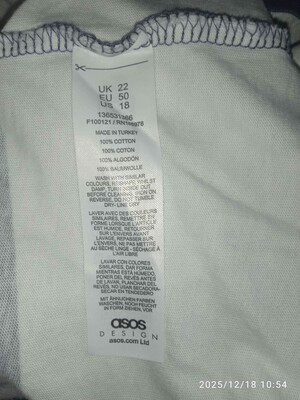 UK 22
EU 50
US 18
MADE IN TURKEY
100% COTTON
100% COTON
100% ALGODÓN
100% BAUMWOLLE
WASH WITH SIMILAR
COLOURS, RESHAPE WHILST
DAMP, TURN INSIDE OUT
BEFORE CLEANING, IRON ON
REVERSE, DO NOT TUMBLE
DRY- LINE DRY
LAVER AVEC DES COULEURS
SIMILAIRES, REMETTRE EN
FORME LORSQUE L'ARTICLE
EST HUMIDE, RETOURNER
SUR L'ENVERS AVANT
LAVAGE, REPASSER SUR
L'ENVERS, NE PAS METTRE
AU SÈCHE LINGE - SÉCHAGE À
L'AIR LIBRE
LAVAR CON COLORES
SIMILARES, DAR FORMA
MIENTRAS ESTÁ HÚMEDO
PONER DEL REVÉS ANTES
DE LAVAR, PLANCHAR DEL
REVÉS, NO USAR SECADORA-
SECAR EN TENDEDERO
MIT ÄHNLICHEN FARBEN
WASCHEN, NOCH FEUCHT
IN FORM ZIEHEN, VOR
asos
DESIGN
asos.com Ltd
2025/12/18 10:54